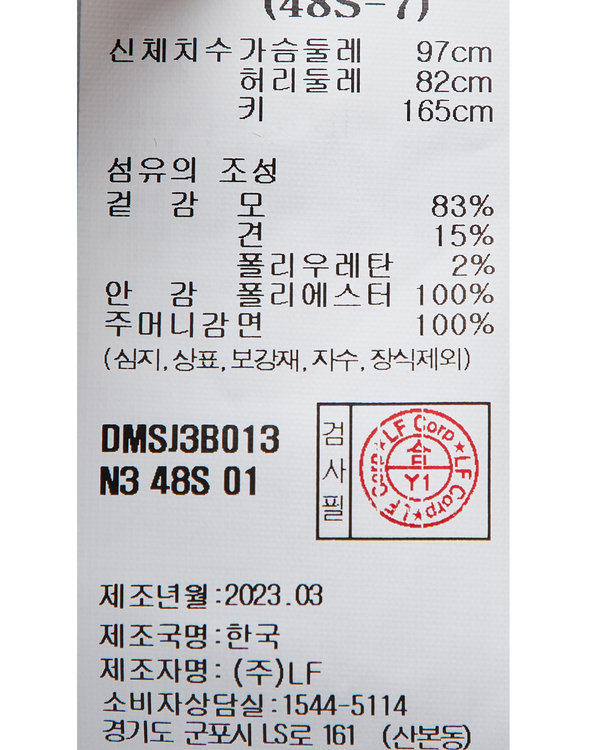 (48S-7)
신체치수 가슴둘레 97cm
허리둘레 82cm
키 165cm
섬유의 조성
겉 감 모 83%
견 15%
폴리우레탄 2%
안 감 폴리에스터 100%
주머니감 면 100%
(심지,상표,보강재,자수,장식제외)
DMSJ3B013
N3 48S 01
검사필
LF Corp★LF Corp★LF Corp★
합
Y1
제조년월:2023.03
제조국명:한국
제조자명: (주)LF
소비자상담실:1544-5114
경기도 군포시 LS로 161 (산본동)